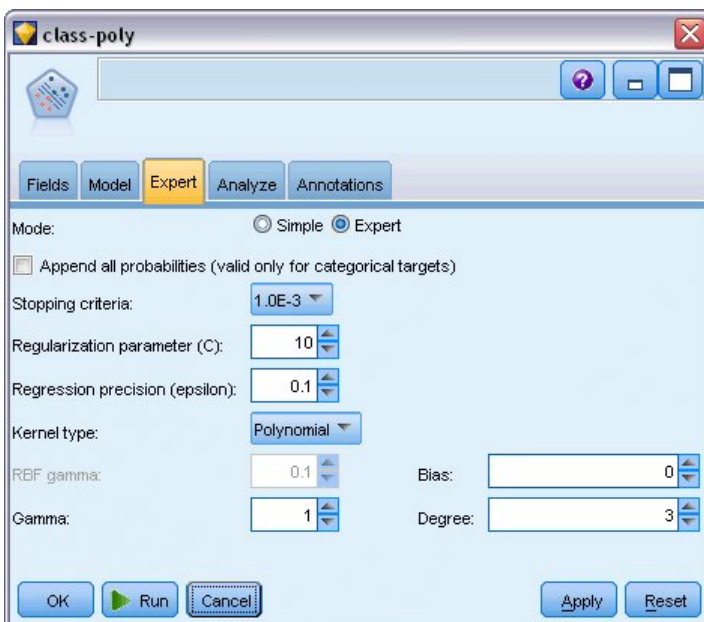 class-poly
Fields Model Expert Analyze Annotations
Mode: Simple Expert
Append all probabilities (valid only for categorical targets)
Stopping criteria: 1.0E-3
Regularization parameter (C): 10
Regression precision (epsilon): 0.1
Kernel type: Polynomial
RBF gamma: 0.1 Bias: 0
Gamma: 1 Degree: 3
OK Run Cancel Apply Reset